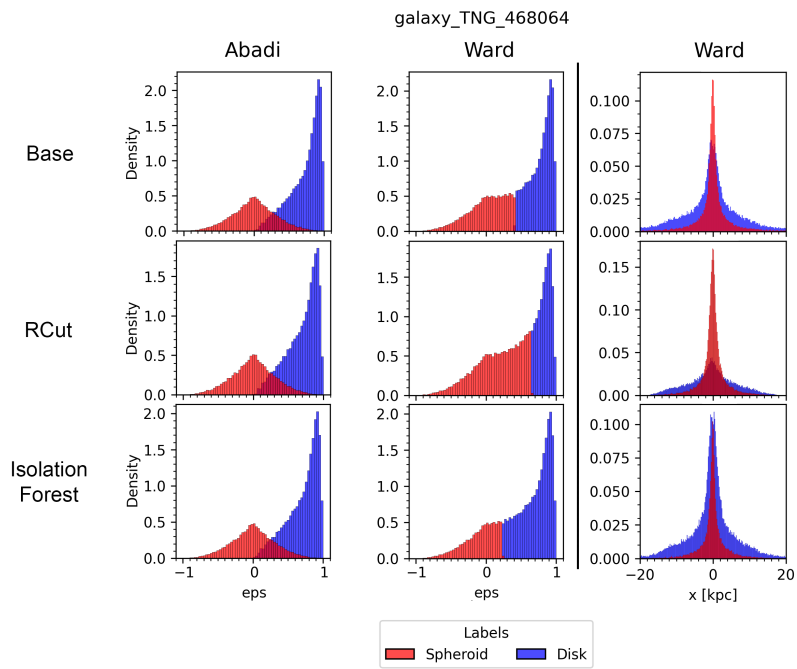 galaxy_TNG_468064
Abadi
Ward
Ward
Base
Density
2.0
1.5
1.0
0.5
0.0
2.0
1.5
1.0
0.5
0.0
0.100
0.075
0.050
0.025
0.000
RCut
Density
1.5
1.0
0.5
0.0
1.5
1.0
0.5
0.0
0.15
0.10
0.05
0.00
Isolation
Forest
Density
2.0
1.5
1.0
0.5
0.0
2.0
1.5
1.0
0.5
0.0
0.100
0.075
0.050
0.025
0.000
−1 0 1
−1 0 1
−20 0 20
eps
eps
x [kpc]
Labels
Spheroid Disk